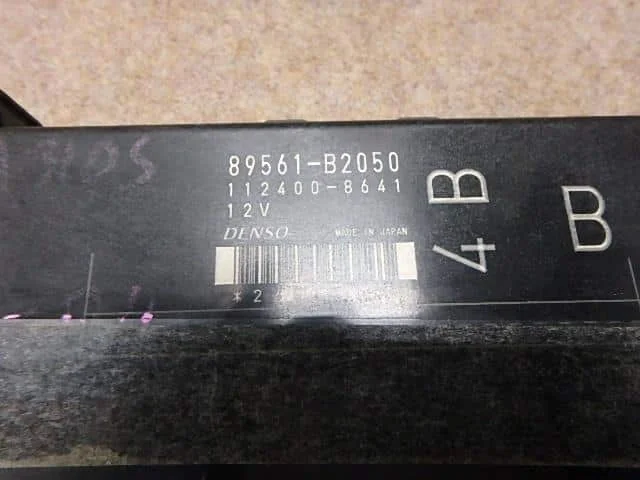 89561-B2050
112400-8641
12V
DENSO MADE IN JAPAN
4B
B